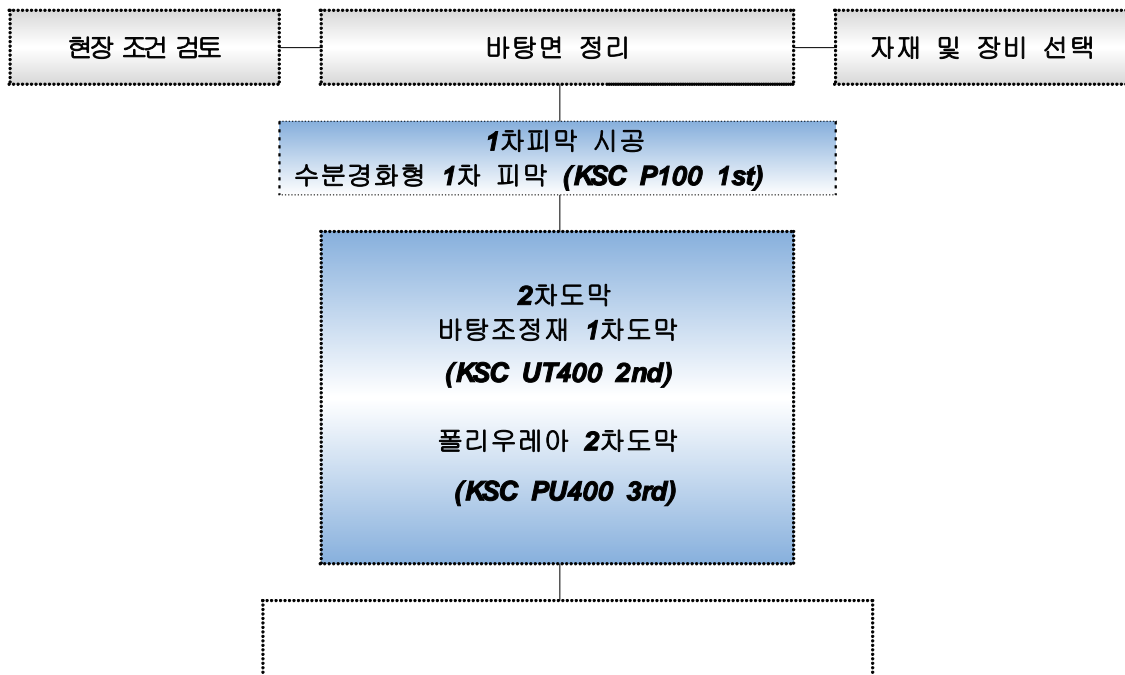 현장 조건 검토
바탕면 정리
자재 및 장비 선택
1차피막 시공
수분경화형 1차 피막 (KSC P100 1st)
2차도막
바탕조정재 1차도막
(KSC UT400 2nd)
폴리우레아 2차도막
(KSC PU400 3rd)